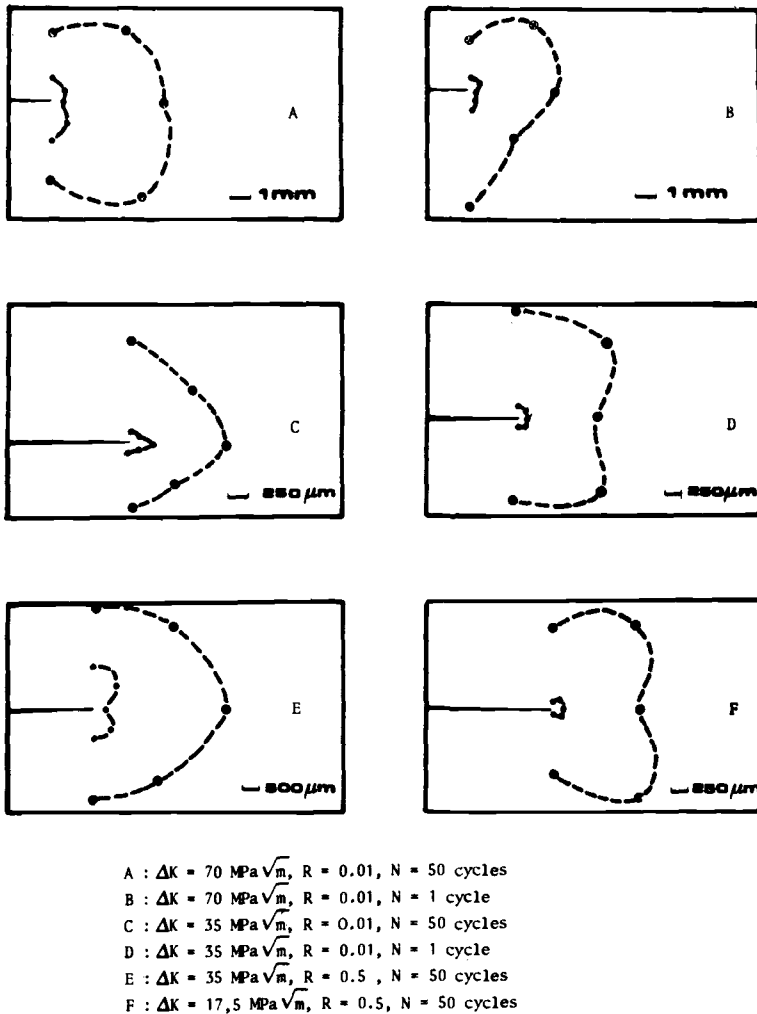 A
1mm
B
1mm
C
250 μm
D
250 μm
E
500 μm
F
250 μm
A : ΔK = 70 MPa√m, R = 0.01, N = 50 cycles
B : ΔK = 70 MPa√m, R = 0.01, N = 1 cycle
C : ΔK = 35 MPa√m, R = 0.01, N = 50 cycles
D : ΔK = 35 MPa√m, R = 0.01, N = 1 cycle
E : ΔK = 35 MPa√m, R = 0.5 , N = 50 cycles
F : ΔK = 17,5 MPa√m, R = 0.5, N = 50 cycles